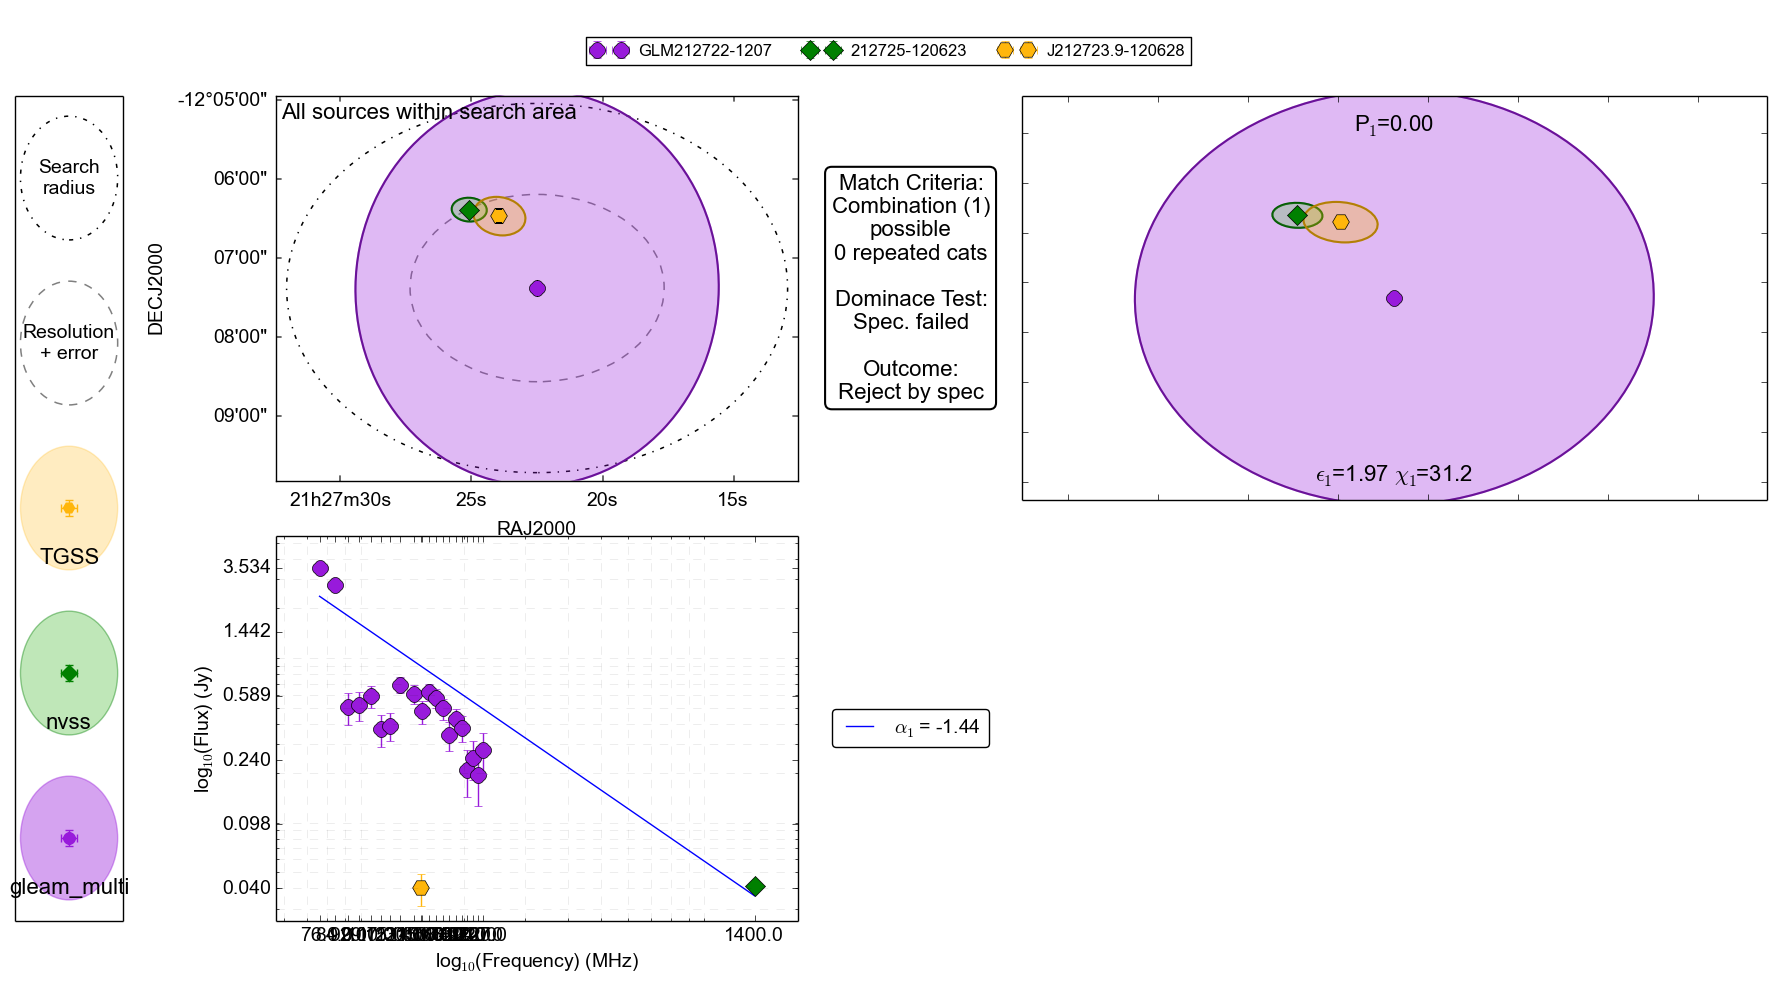 GLM212722-1207 212725-120623 J212723.9-120628
Search
radius
Resolution
+ error
TGSS
nvss
gleam_multi
All sources within search area
-12°05'00"
06'00"
07'00"
08'00"
09'00"
DECJ2000
21h27m30s 25s 20s 15s
RAJ2000
Match Criteria:
Combination (1)
possible
0 repeated cats
Dominace Test:
Spec. failed
Outcome:
Reject by spec
P₁=0.00
ϵ₁=1.97 χ₁=31.2
3.534
1.442
0.589
0.240
0.098
0.040
log₁₀(Flux) (Jy)
1400.0
log₁₀(Frequency) (MHz)
α₁ = -1.44